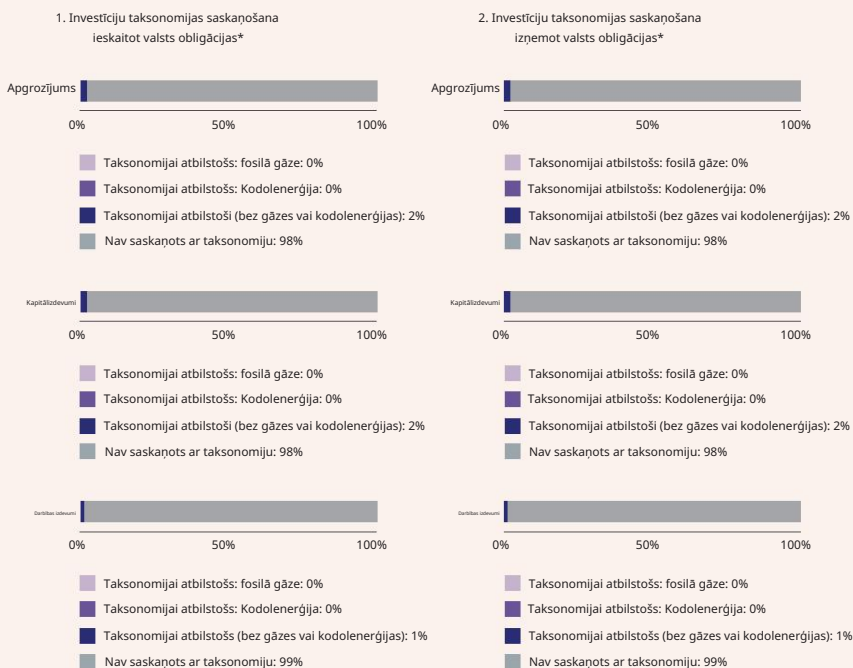 1. Investīciju taksonomijas saskaņošana
ieskaitot valsts obligācijas*
Apgrozījums
0% 50% 100%
Taksonomijai atbilstošs: fosilā gāze: 0%
Taksonomijai atbilstošs: Kodolenerģija: 0%
Taksonomijai atbilstoši (bez gāzes vai kodolenerģijas): 2%
Nav saskaņots ar taksonomiju: 98%
Kapitālizdevumi
0% 50% 100%
Taksonomijai atbilstošs: fosilā gāze: 0%
Taksonomijai atbilstošs: Kodolenerģija: 0%
Taksonomijai atbilstoši (bez gāzes vai kodolenerģijas): 2%
Nav saskaņots ar taksonomiju: 98%
Darbības izdevumi
0% 50% 100%
Taksonomijai atbilstošs: fosilā gāze: 0%
Taksonomijai atbilstošs: Kodolenerģija: 0%
Taksonomijai atbilstošs (bez gāzes vai kodolenerģijas): 1%
Nav saskaņots ar taksonomiju: 99%
2. Investīciju taksonomijas saskaņošana
izņemot valsts obligācijas*
Apgrozījums
0% 50% 100%
Taksonomijai atbilstošs: fosilā gāze: 0%
Taksonomijai atbilstošs: Kodolenerģija: 0%
Taksonomijai atbilstoši (bez gāzes vai kodolenerģijas): 2%
Nav saskaņots ar taksonomiju: 98%
Kapitālizdevumi
0% 50% 100%
Taksonomijai atbilstošs: fosilā gāze: 0%
Taksonomijai atbilstošs: Kodolenerģija: 0%
Taksonomijai atbilstoši (bez gāzes vai kodolenerģijas): 2%
Nav saskaņots ar taksonomiju: 98%
Darbības izdevumi
0% 50% 100%
Taksonomijai atbilstošs: fosilā gāze: 0%
Taksonomijai atbilstošs: Kodolenerģija: 0%
Taksonomijai atbilstošs (bez gāzes vai kodolenerģijas): 1%
Nav saskaņots ar taksonomiju: 99%